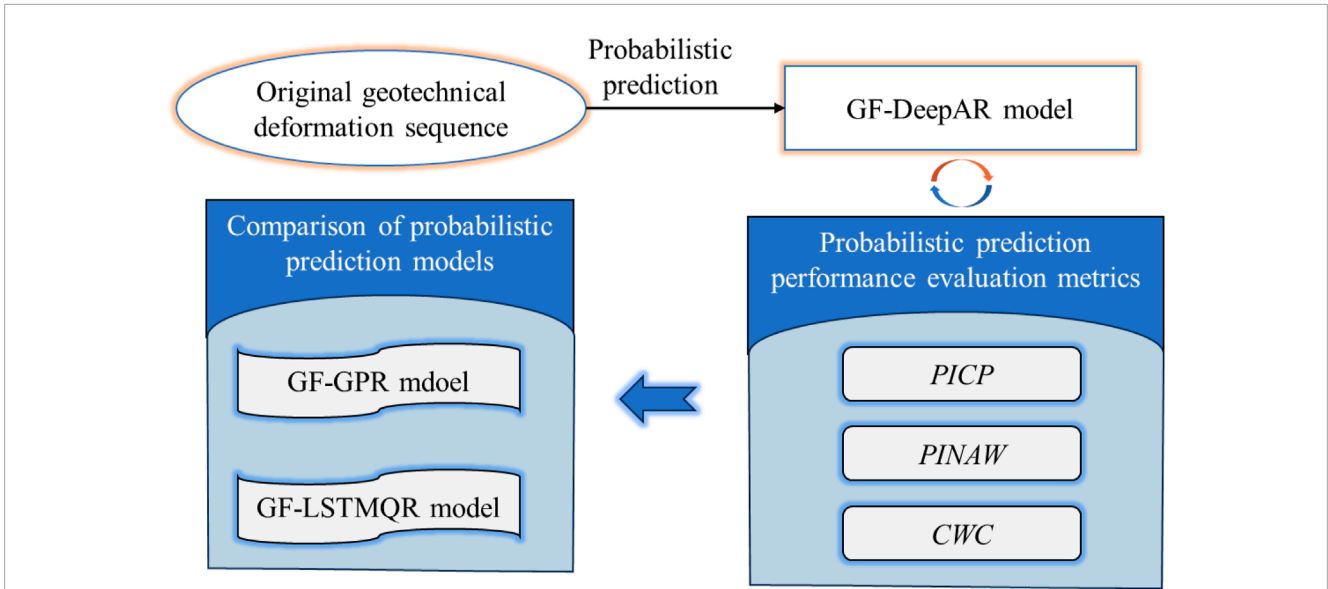 Original geotechnical
deformation sequence
Probabilistic
prediction
GF-DeepAR model
Comparison of probabilistic
prediction models
GF-GPR mdoel
GF-LSTMQR model
Probabilistic prediction
performance evaluation metrics
PICP
PINAW
CWC